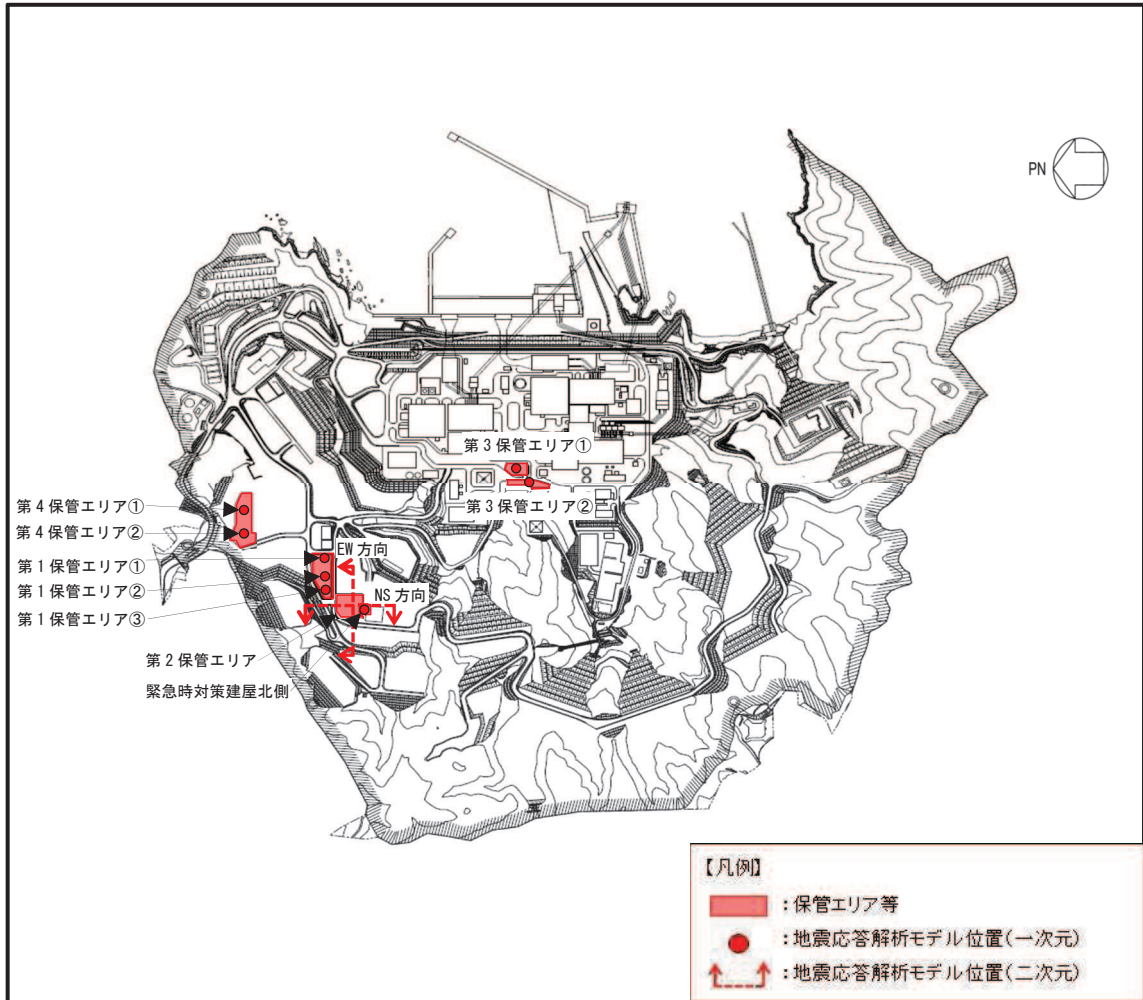 PN
第3保管エリア①
第3保管エリア②
第4保管エリア①
第4保管エリア②
第1保管エリア①
第1保管エリア②
第1保管エリア③
EW方向
NS方向
第2保管エリア
緊急時対策建屋北側
【凡例】
：保管エリア等
：地震応答解析モデル位置(一次元)
：地震応答解析モデル位置(二次元)